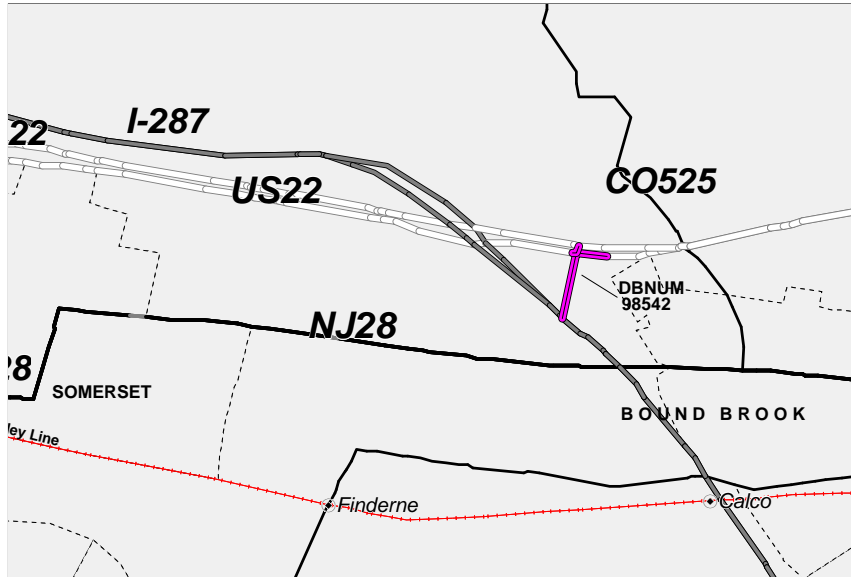 I-287
22
US22
CO525
DBNUM
98542
NJ28
28
SOMERSET
BOUND BROOK
ley Line
Finderne
Calco